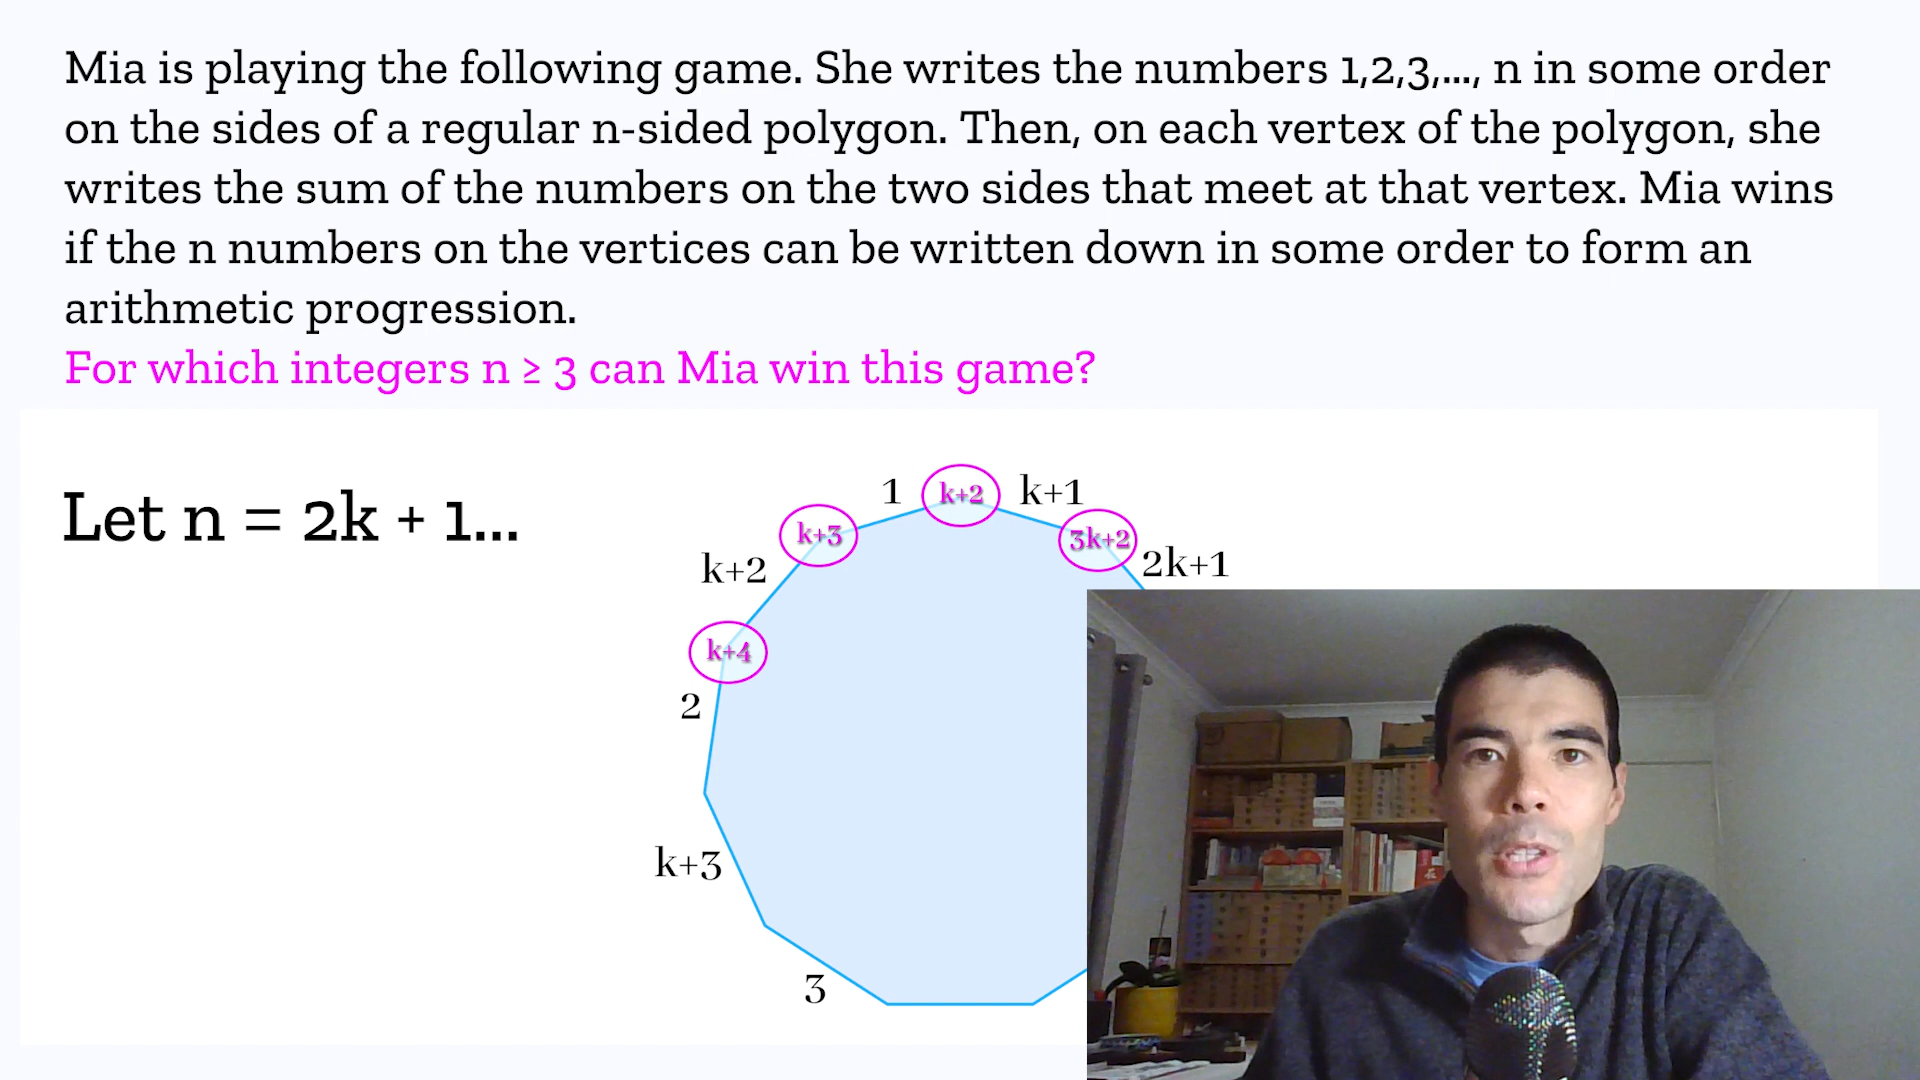 Mia is playing the following game. She writes the numbers 1,2,3,..., n in some order
on the sides of a regular n-sided polygon. Then, on each vertex of the polygon, she
writes the sum of the numbers on the two sides that meet at that vertex. Mia wins
if the n numbers on the vertices can be written down in some order to form an
arithmetic progression.
For which integers n ≥ 3 can Mia win this game?
Let n = 2k + 1...
1
k+2
k+1
k+3
3k+2
k+2
2k+1
k+4
2
k+3
3